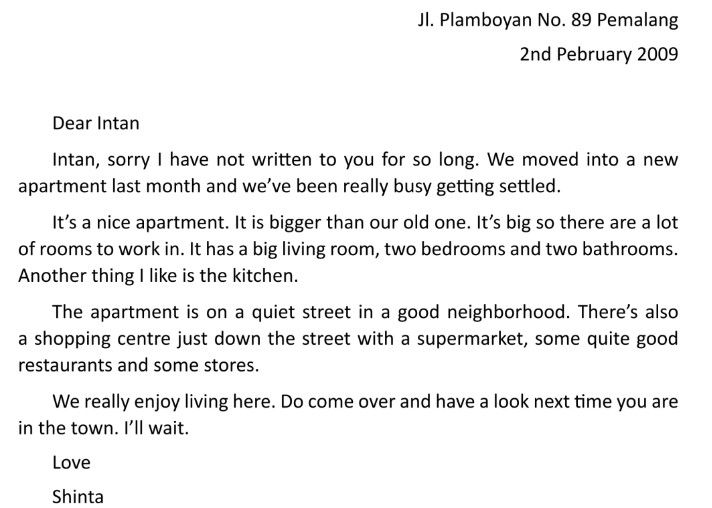 Jl. Plamboyan No. 89 Pemalang
2nd Pebruary 2009
Dear Intan
Intan, sorry I have not written to you for so long. We moved into a new
apartment last month and we’ve been really busy getting settled.
It’s a nice apartment. It is bigger than our old one. It’s big so there are a lot
of rooms to work in. It has a big living room, two bedrooms and two bathrooms.
Another thing I like is the kitchen.
The apartment is on a quiet street in a good neighborhood. There’s also
a shopping centre just down the street with a supermarket, some quite good
restaurants and some stores.
We really enjoy living here. Do come over and have a look next time you are
in the town. I’ll wait.
Love
Shinta